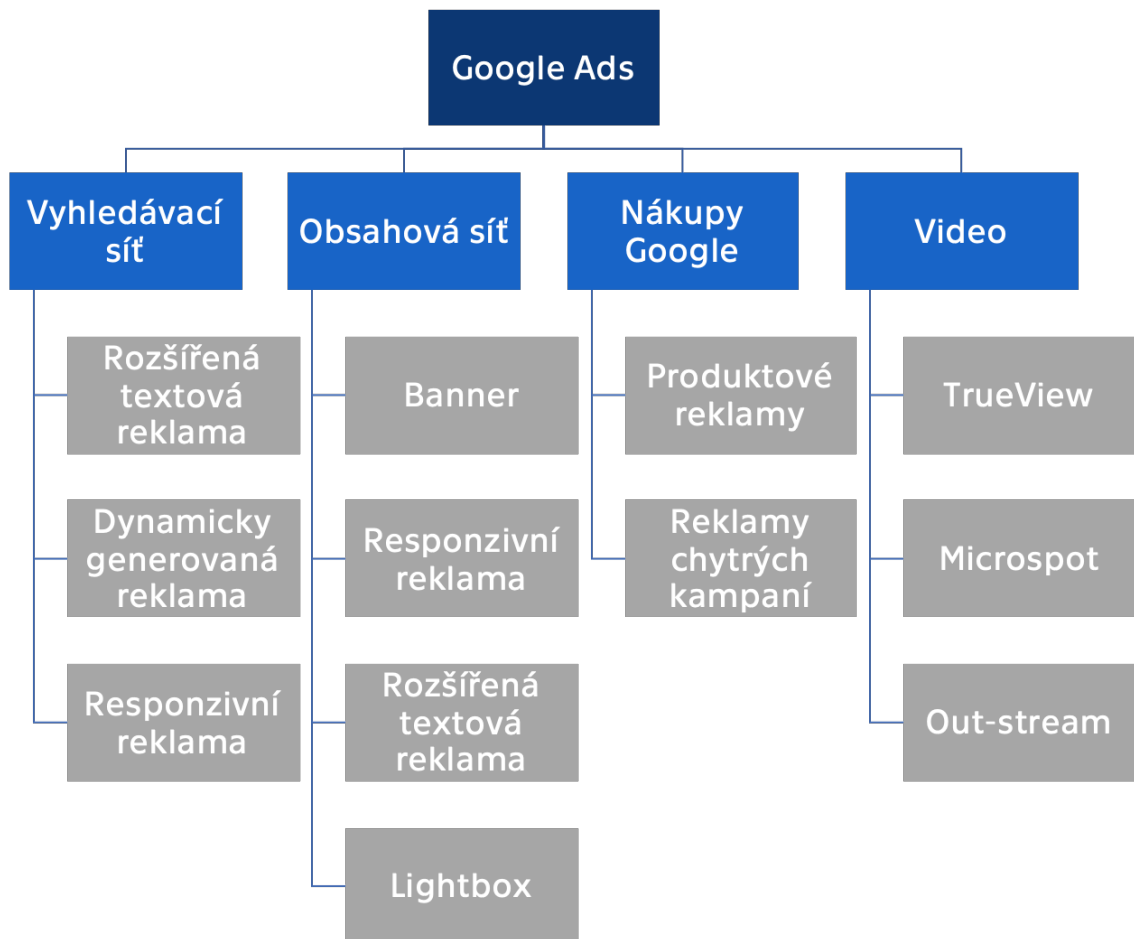 Google Ads
Vyhledávací
síť
Rozšířená
textová
reklama
Dynamicky
generovaná
reklama
Responzivní
reklama
Obsahová síť
Banner
Responzivní
reklama
Rozšířená
textová
reklama
Lightbox
Nákupy
Google
Produktové
reklamy
Reklamy
chytrých
kampaní
Video
TrueView
Microspot
Out-stream